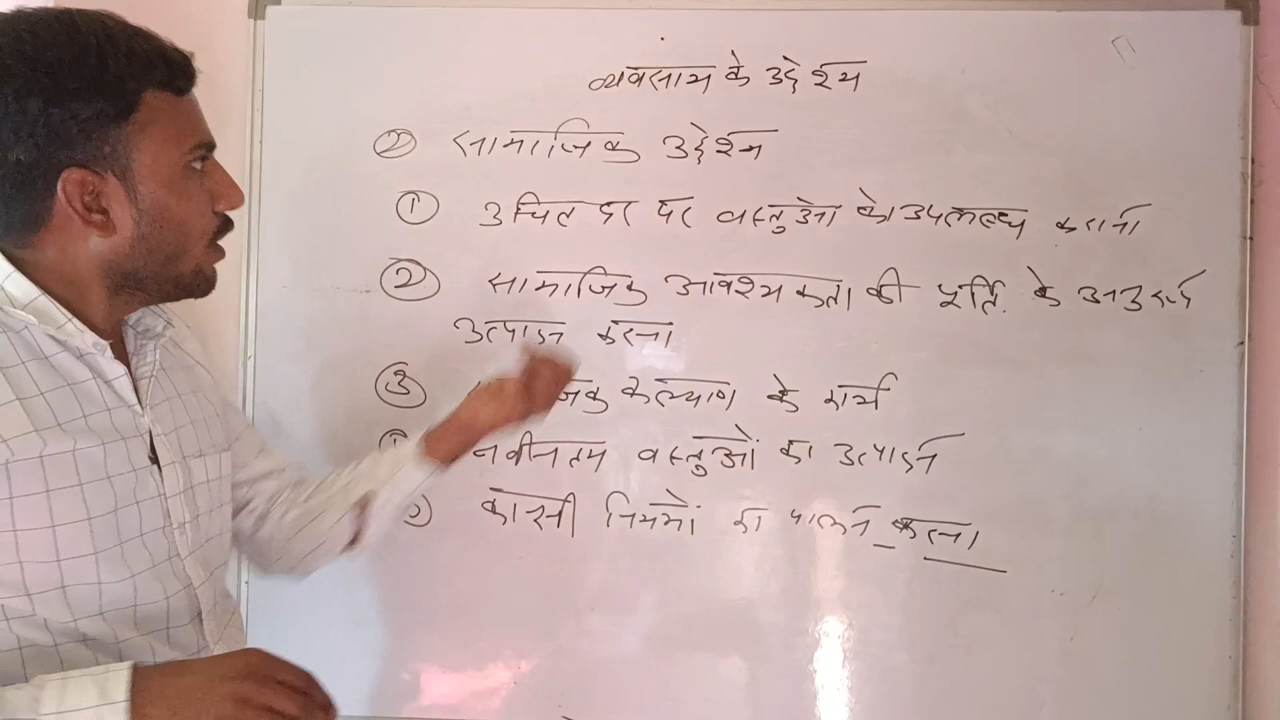 व्यवसाय के उद्देश्य
② सामाजिक उद्देश्य
① उचित दर पर वस्तुओ को उपलब्ध कराना
② सामाजिक आवश्यकता की पूर्ति के अनुरूप
उत्पादन करना
③ कल्याण के कार्य
नवीनतम वस्तुओं का उत्पादन
नियमों का पालन करना